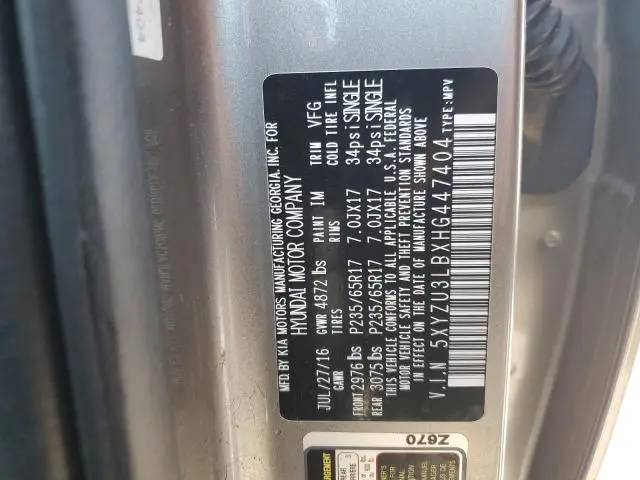 MFD. BY KIA MOTORS MANUFACTURING GEORGIA, INC. FOR
HYUNDAI MOTOR COMPANY
JUL/27/16 GVWR 4872 lbs PAINT IM TRIM VFG
GAWR TIRES RIMS COLD TIRE INFL
FRONT 2976 lbs P235/65R17 7.0JX17 34psi SINGLE
REAR 3075 lbs P235/65R17 7.0JX17 34psi SINGLE
THIS VEHICLE CONFORMS TO ALL APPLICABLE U.S.A. FEDERAL
MOTOR VEHICLE SAFETY AND THEFT PREVENTION STANDARDS
IN EFFECT ON THE DATE OF MANUFACTURE SHOWN ABOVE
V.I.N 5XYZU3LBXHG447404 TYPE:MPV
Z670
REAR
3